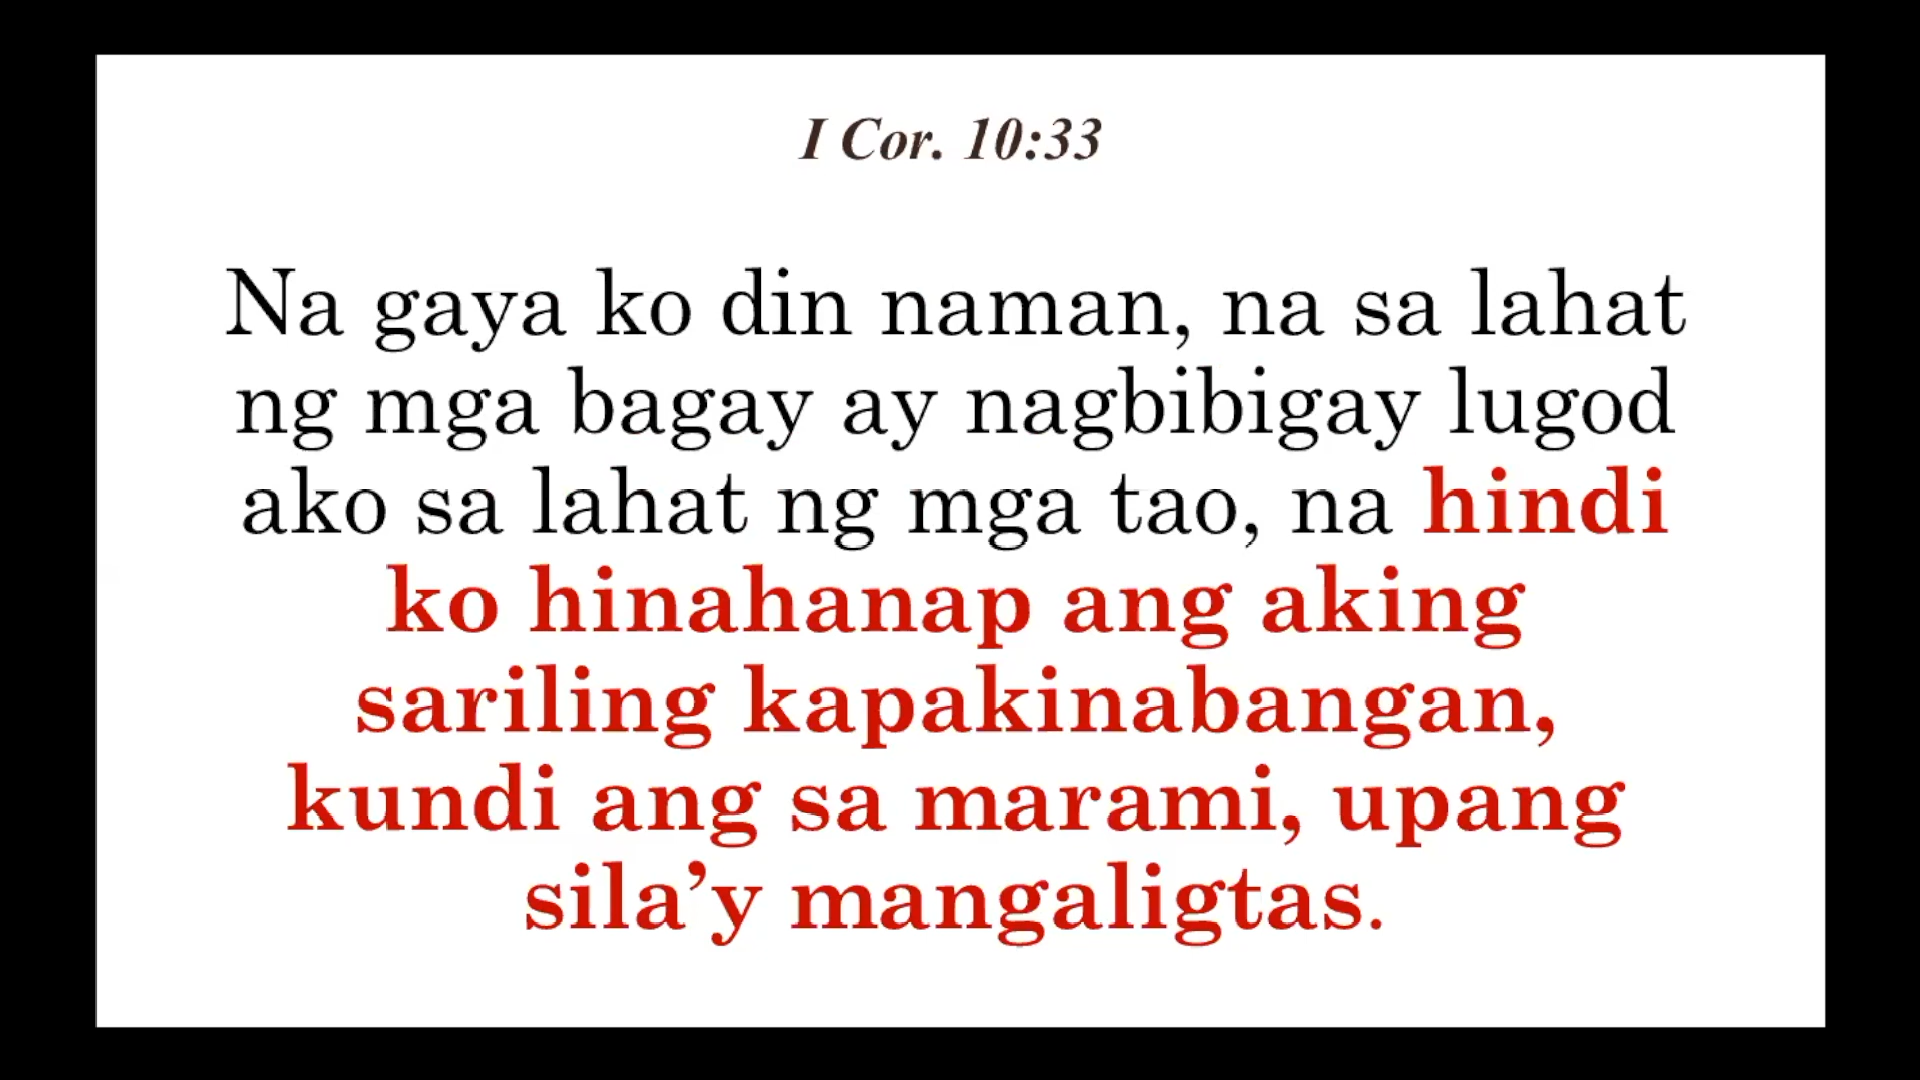 I Cor. 10:33
Na gaya ko din naman, na sa lahat
ng mga bagay ay nagbibigay lugod
ako sa lahat ng mga tao, na hindi
ko hinahanap ang aking
sariling kapakinabangan,
kundi ang sa marami, upang
sila’y mangaligtas.